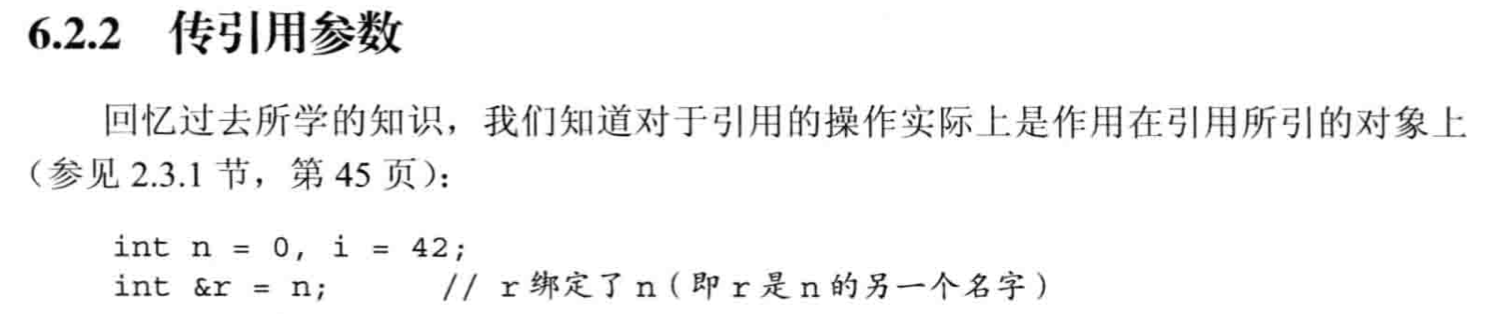 6.2.2 传引用参数
回忆过去所学的知识，我们知道对于引用的操作实际上是作用在引用所引的对象上
（参见 2.3.1 节，第 45 页）：
int n = 0, i = 42;
int &r = n; // r 绑定了 n（即 r 是 n 的另一个名字）